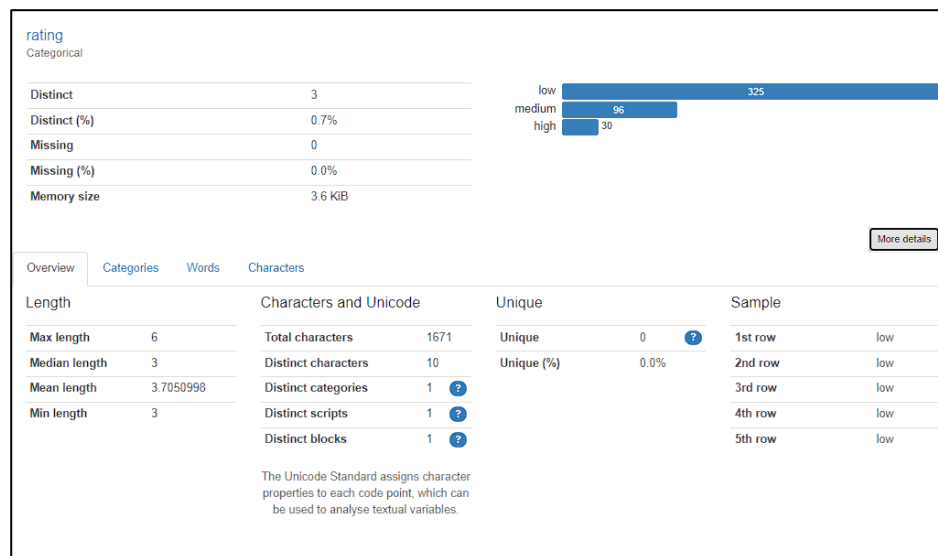 rating
Categorical
Distinct 3
Distinct (%) 0.7%
Missing 0
Missing (%) 0.0%
Memory size 3.6 KiB
low 325
medium 96
high 30
More details
Overview Categories Words Characters
Length
Max length 6
Median length 3
Mean length 3.7050998
Min length 3
Characters and Unicode
Total characters 1671
Distinct characters 10
Distinct categories 1 ?
Distinct scripts 1 ?
Distinct blocks 1 ?
The Unicode Standard assigns character
properties to each code point, which can
be used to analyse textual variables.
Unique
Unique 0 ?
Unique (%) 0.0%
Sample
1st row low
2nd row low
3rd row low
4th row low
5th row low